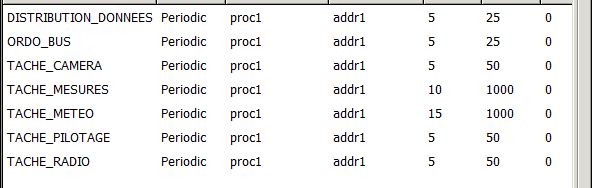 DISTRIBUTION_DONNEES Periodic proc1 addr1 5 25 0
ORDO_BUS Periodic proc1 addr1 5 25 0
TACHE_CAMERA Periodic proc1 addr1 5 50 0
TACHE_MESURES Periodic proc1 addr1 10 1000 0
TACHE_METEO Periodic proc1 addr1 15 1000 0
TACHE_PILOTAGE Periodic proc1 addr1 5 50 0
TACHE_RADIO Periodic proc1 addr1 5 50 0